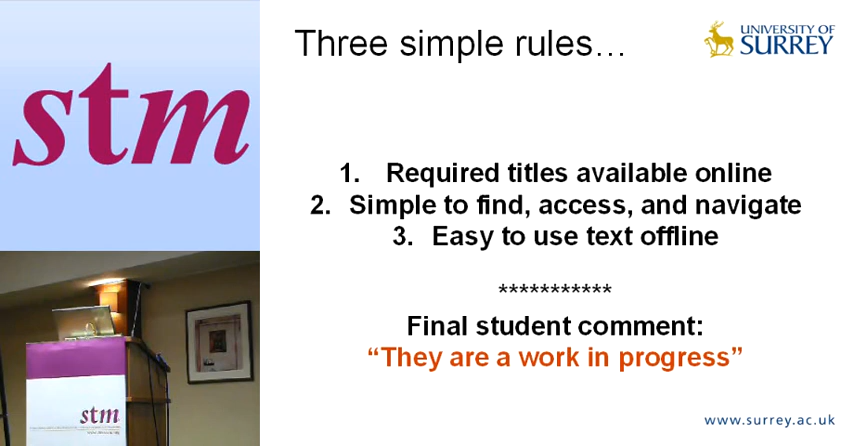 stm
Three simple rules…
UNIVERSITY OF
SURREY
1. Required titles available online
2. Simple to find, access, and navigate
3. Easy to use text offline
***********
Final student comment:
“They are a work in progress”
stm
www.surrey.ac.uk